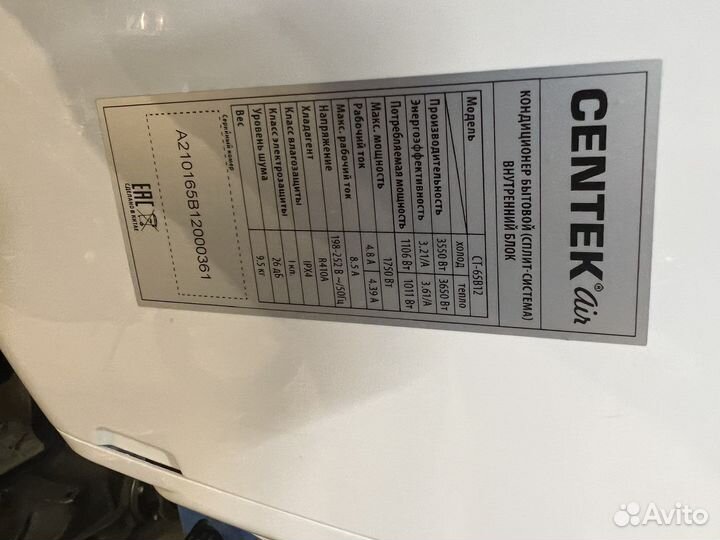 CENTEK® air
КОНДИЦИОНЕР БЫТОВОЙ (СПЛИТ-СИСТЕМА)
ВНУТРЕННИЙ БЛОК
Модель CT-65B12
холод тепло
Производительность 3550 Вт 3650 Вт
Энергоэффективность 3.21/A 3.61/A
Потребляемая мощность 1106 Вт 1011 Вт
Макс. мощность 1750 Вт
Рабочий ток 4.8 A 4.39 A
Макс. рабочий ток 8.5 A
Напряжение 198-252 В ~/50Гц
Хладагент R410A
Класс влагозащиты IPX4
Класс электрозащиты 1 кл.
Уровень шума 26 дБ
Вес 9.5 кг
Серийный номер
A210165B12000361
EAC
СДЕЛАНО В КИТАЕ
Avito